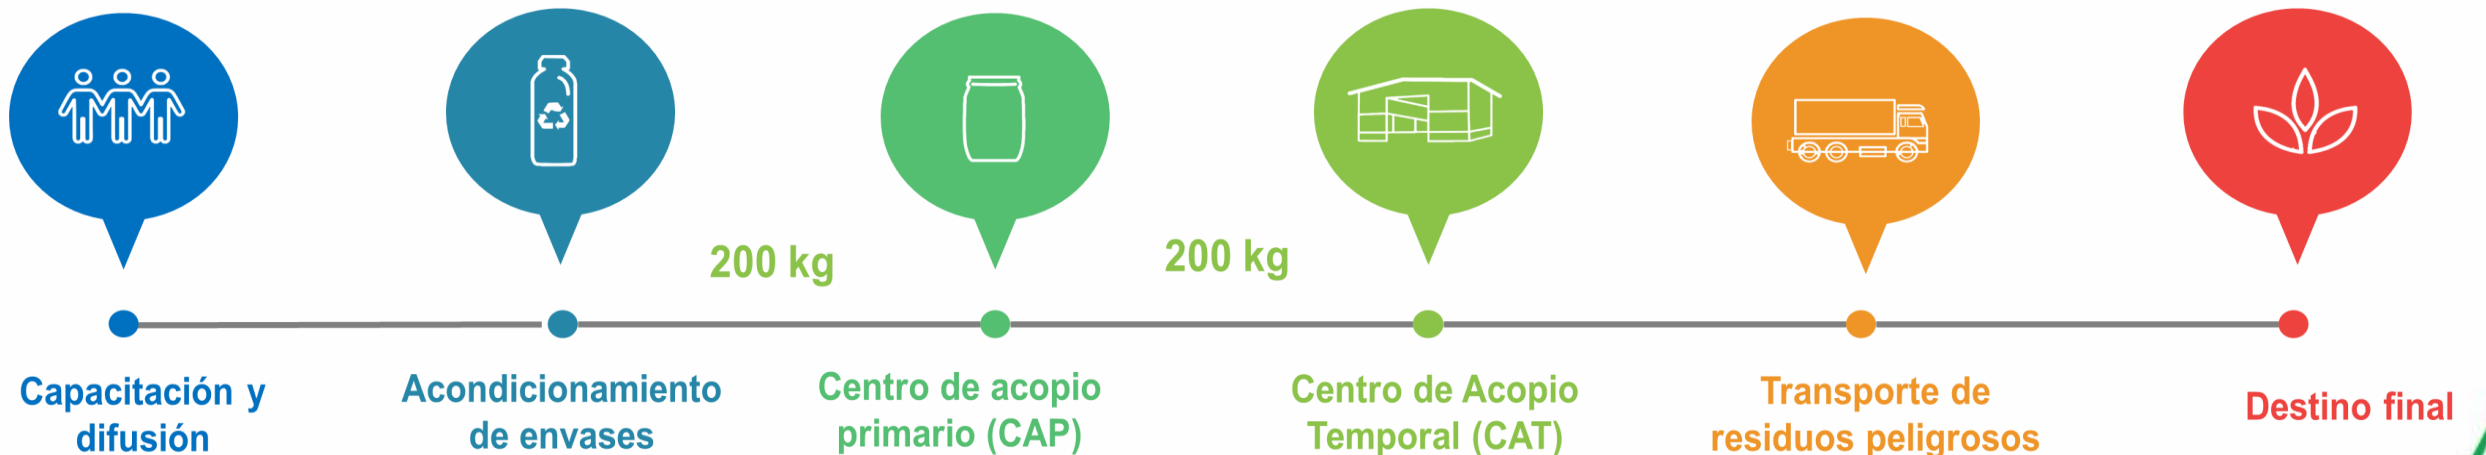 200 kg
200 kg
Capacitación y
difusión
Acondicionamiento
de envases
Centro de acopio
primario (CAP)
Centro de Acopio
Temporal (CAT)
Transporte de
residuos peligrosos
Destino final